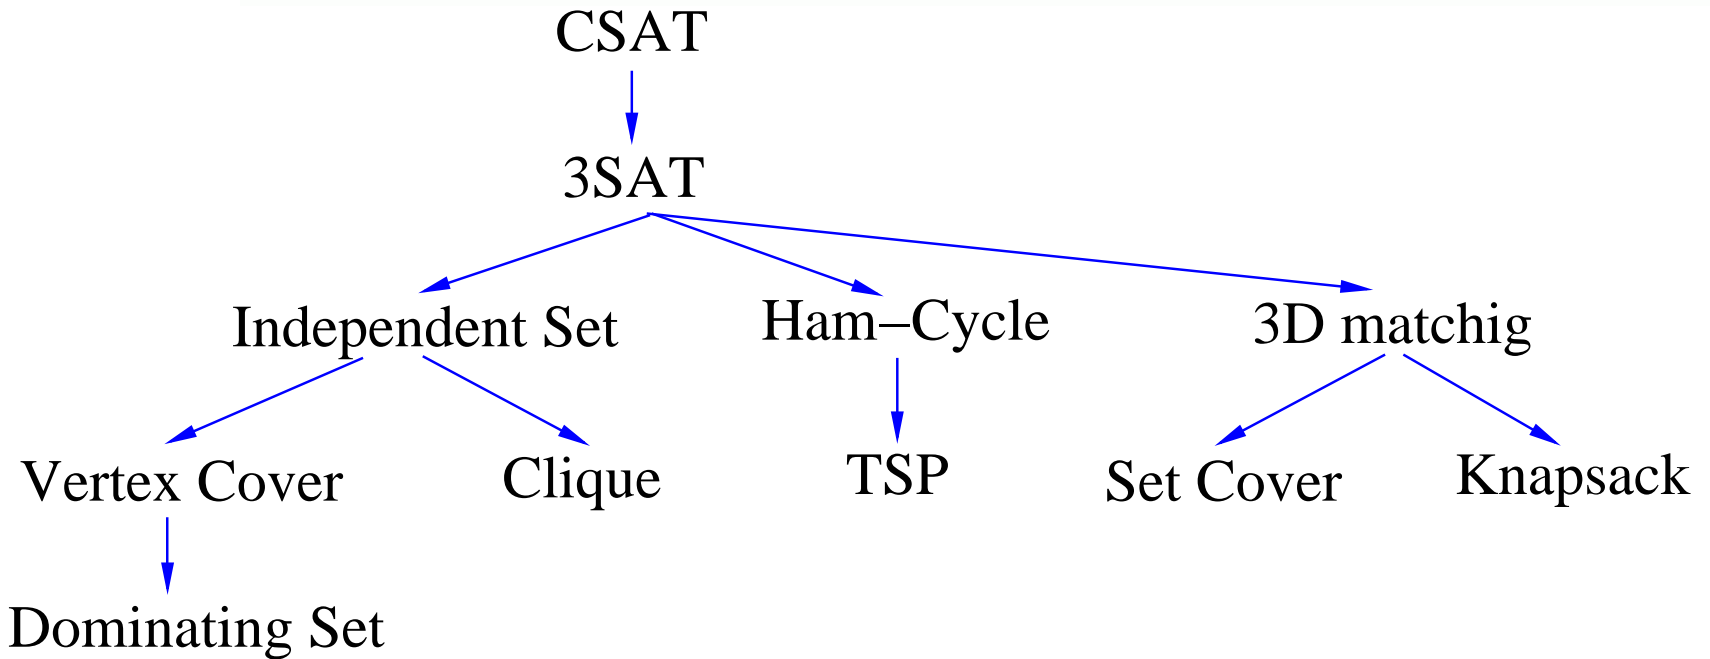 CSAT
3SAT
Independent Set
Ham–Cycle
3D matchig
Vertex Cover
Clique
TSP
Set Cover
Knapsack
Dominating Set